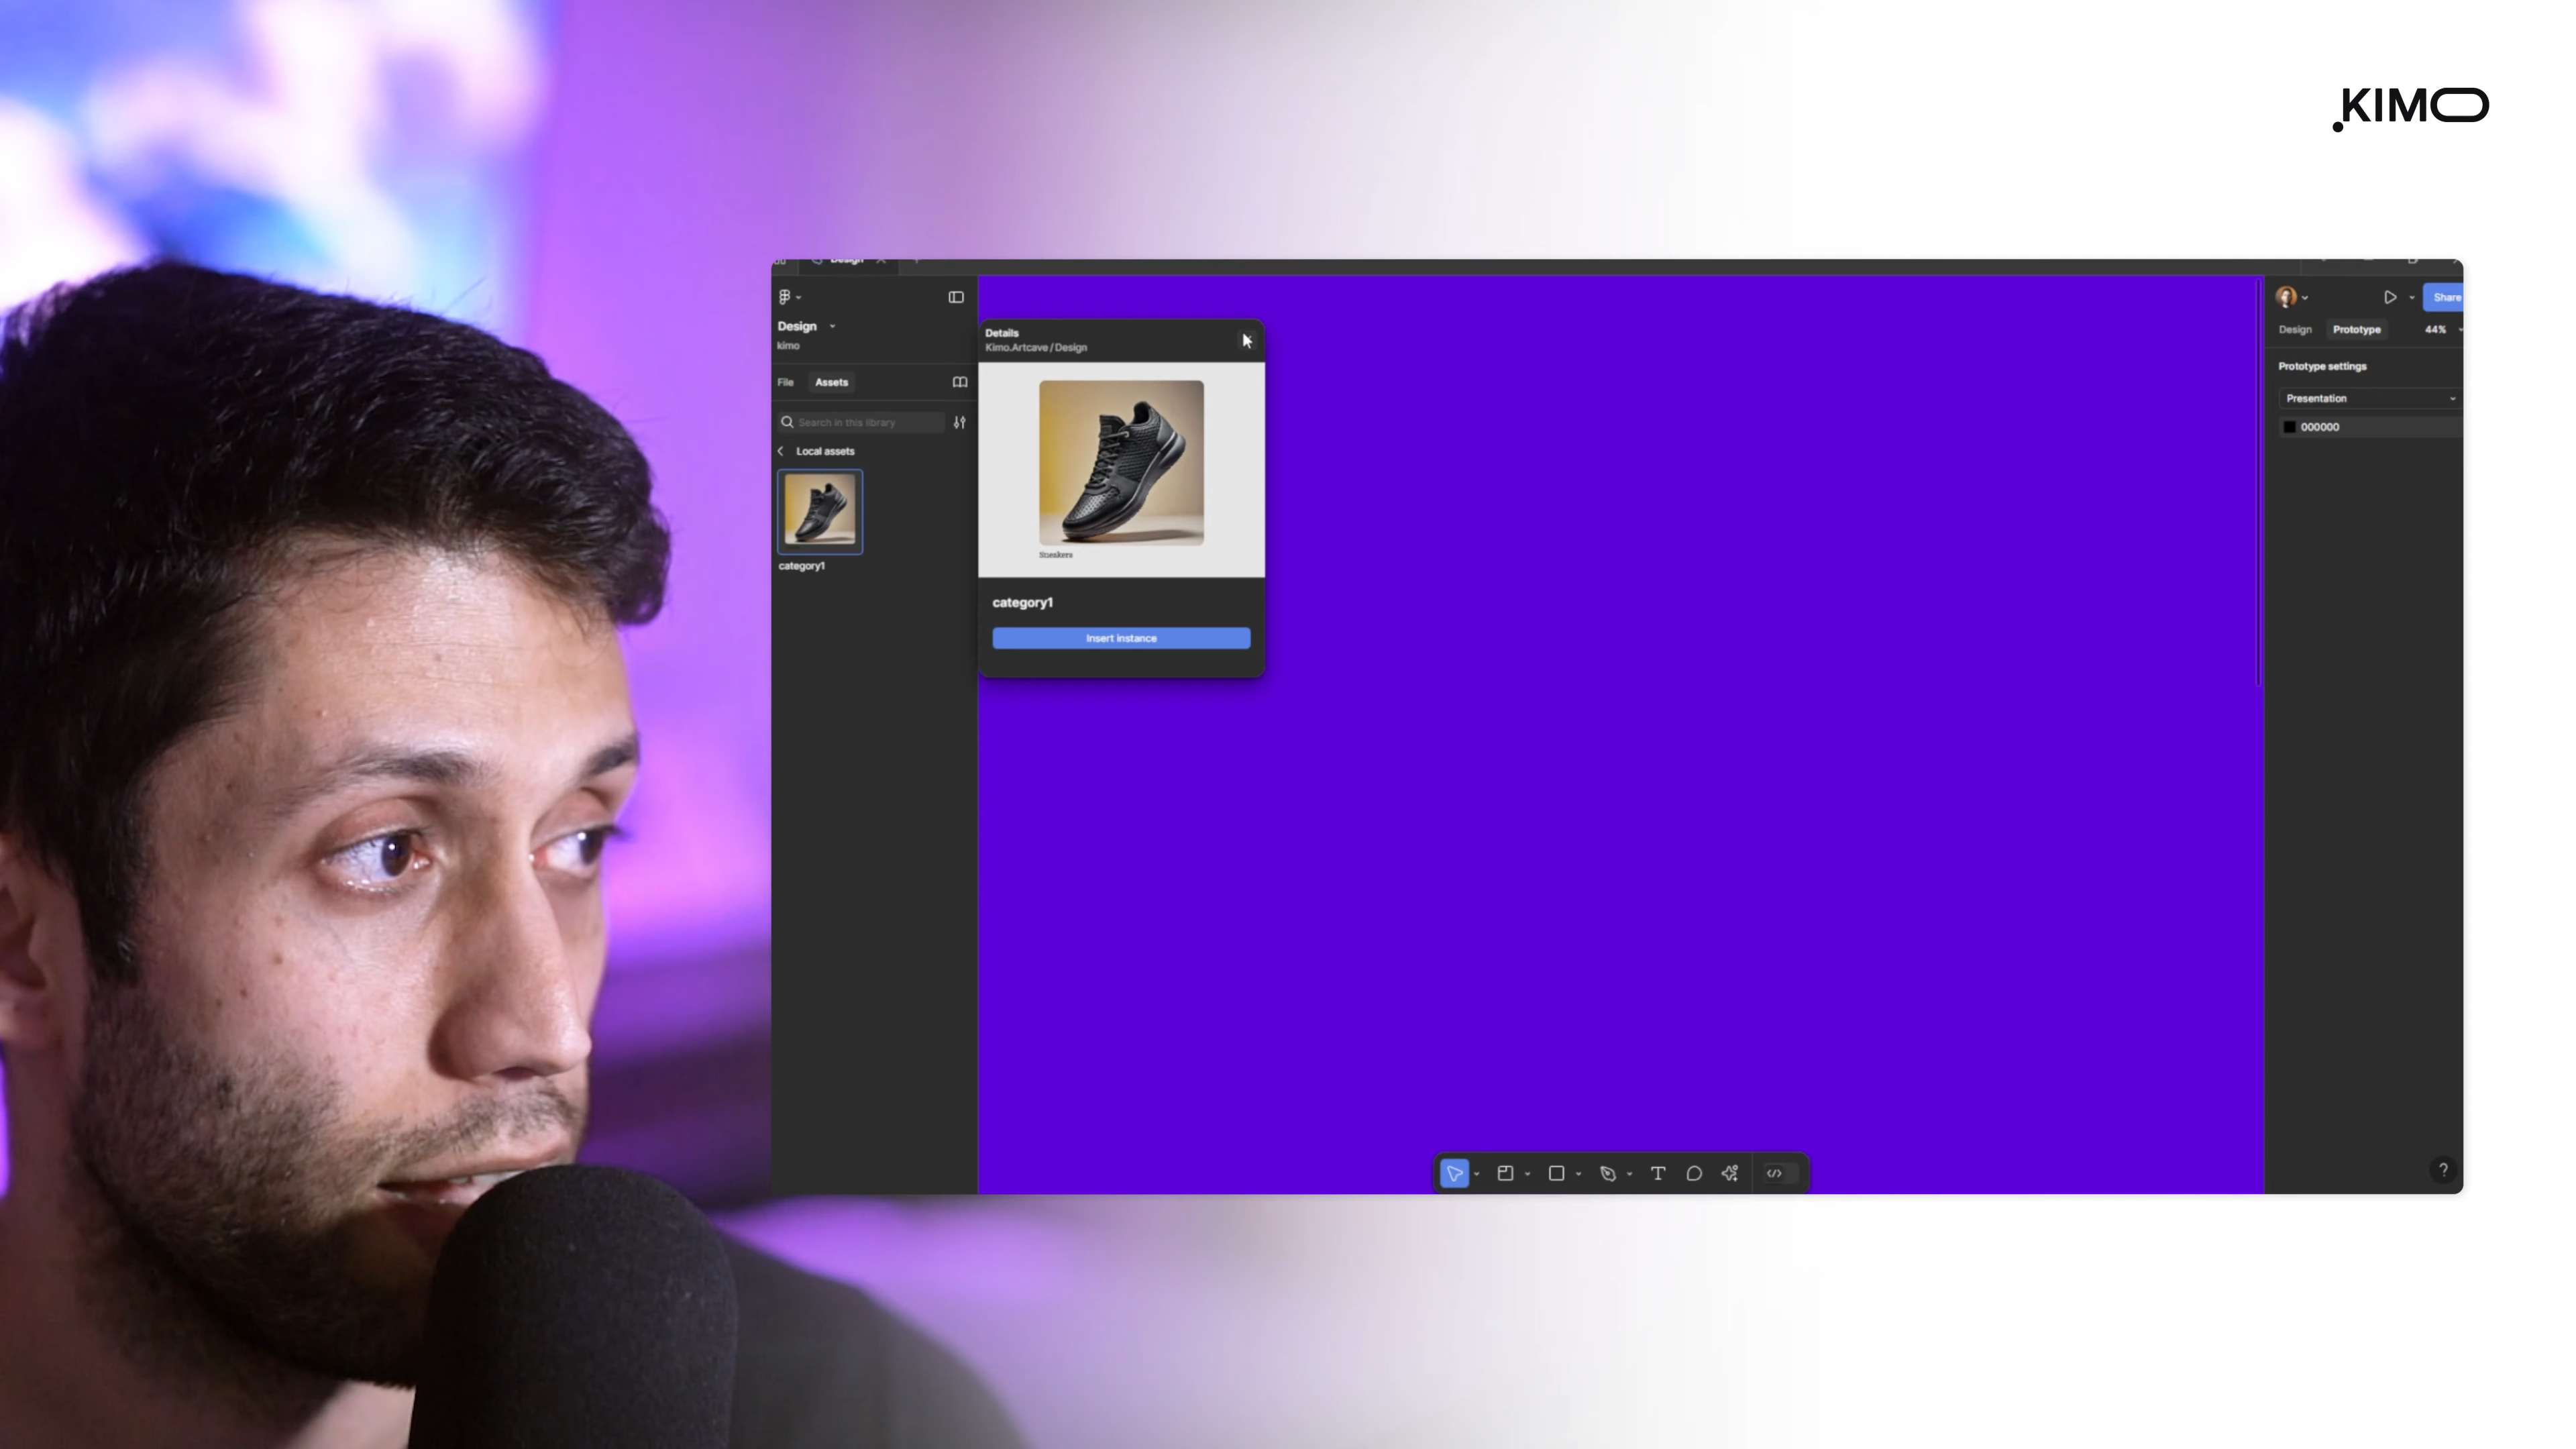 KIMO
Design
Share
Design
kimo
Details
Kimo.Artcave / Design
Design
Prototype
44%
Prototype settings
File
Assets
Presentation
Search in this library
000000
Local assets
Sneakers
category1
category1
Insert instance
T
?